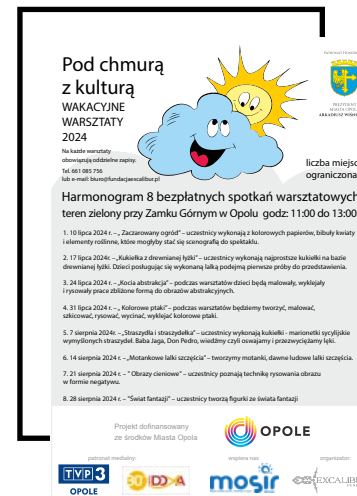 Pod chmurą
z kulturą
WAKACYJNE
WARSZTATY
2024
Na każde warsztaty
obowiązują oddzielne zapisy.
Tel. 661 085 756
lub e-mail: biuro@fundacjaexcalibur.pl
PATRONAT HONOROWY
PREZYDENT
MIASTA OPOLA
ARKADIUSZ WIŚNIEWSKI
liczba miejsc
ograniczona
Harmonogram 8 bezpłatnych spotkań warsztatowych
teren zielony przy Zamku Górnym w Opolu godz: 11:00 do 13:00
1. 10 lipca 2024 r. – „ Zaczarowany ogród” – uczestnicy wykonają z kolorowych papierów, bibuły kwiaty
i elementy roślinne, które mogłyby stać się scenografią do spektaklu.
2. 17 lipca 2024r. –„Kukiełka z drewnianej łyżki” – uczestnicy wykonają najprostsze kukiełki na bazie
drewnianej łyżki. Dzieci posługując się wykonaną lalką podejmą pierwsze próby do przedstawienia.
3. 24 lipca 2024 r. – „Kocia abstrakcja” – podczas warsztatów dzieci będą malowały, wyklejały
i rysowały prace zbliżone formą do obrazów abstrakcyjnych.
4. 31 lipca 2024 r. – „ Kolorowe ptaki”– podczas warsztatów będziemy tworzyć, malować,
szkicować, rysować, wycinać, wyklejać kolorowe ptaki.
5. 7 sierpnia 2024r. –„Straszydła i straszydełka” – uczestnicy wykonają kukiełki - marionetki sycylijskie
wymyślonych straszydeł. Baba Jaga, Don Pedro, wiedźmy czyli oswajamy i przezwyciężamy lęki.
6. 14 sierpnia 2024 r. – „Motankowe lalki szczęścia” – tworzymy motanki, dawne ludowe lalki szczęścia.
7. 21 sierpnia 2024 r. – “ Obrazy cieniowe” – uczestnicy poznają technikę rysowania obrazu
w formie negatywu.
8. 28 sierpnia 2024 r. – "Świat fantazji" – uczestnicy tworzą figurki ze świata fantazji
Projekt dofinansowany
ze środków Miasta Opola
OPOLE
patronat medialny:
wspiera nas:
organizator:
TVP3
OPOLE
mosir
EXCALIBUR